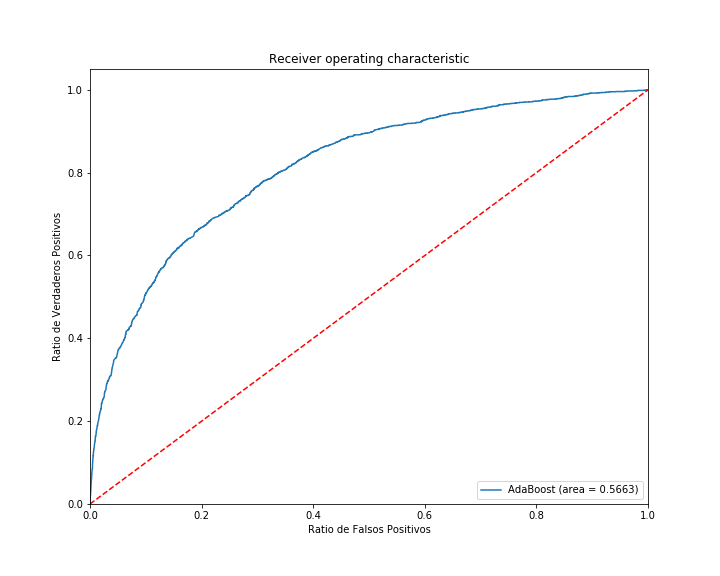 Receiver operating characteristic
Ratio de Verdaderos Positivos
1.0
0.8
0.6
0.4
0.2
0.0
0.0 0.2 0.4 0.6 0.8 1.0
Ratio de Falsos Positivos
AdaBoost (area = 0.5663)